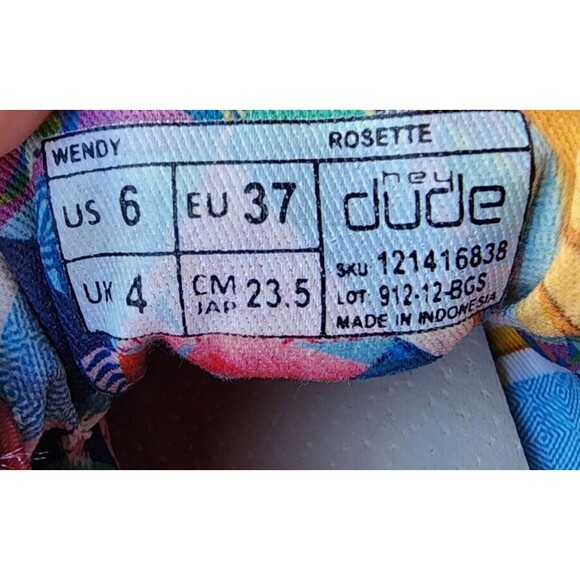 WENDY ROSETTE
US 6 EU 37
hey dude
UK 4 CM JAP 23.5
SKU 121416838
LOT: 912-12-BGS
MADE IN INDONESIA